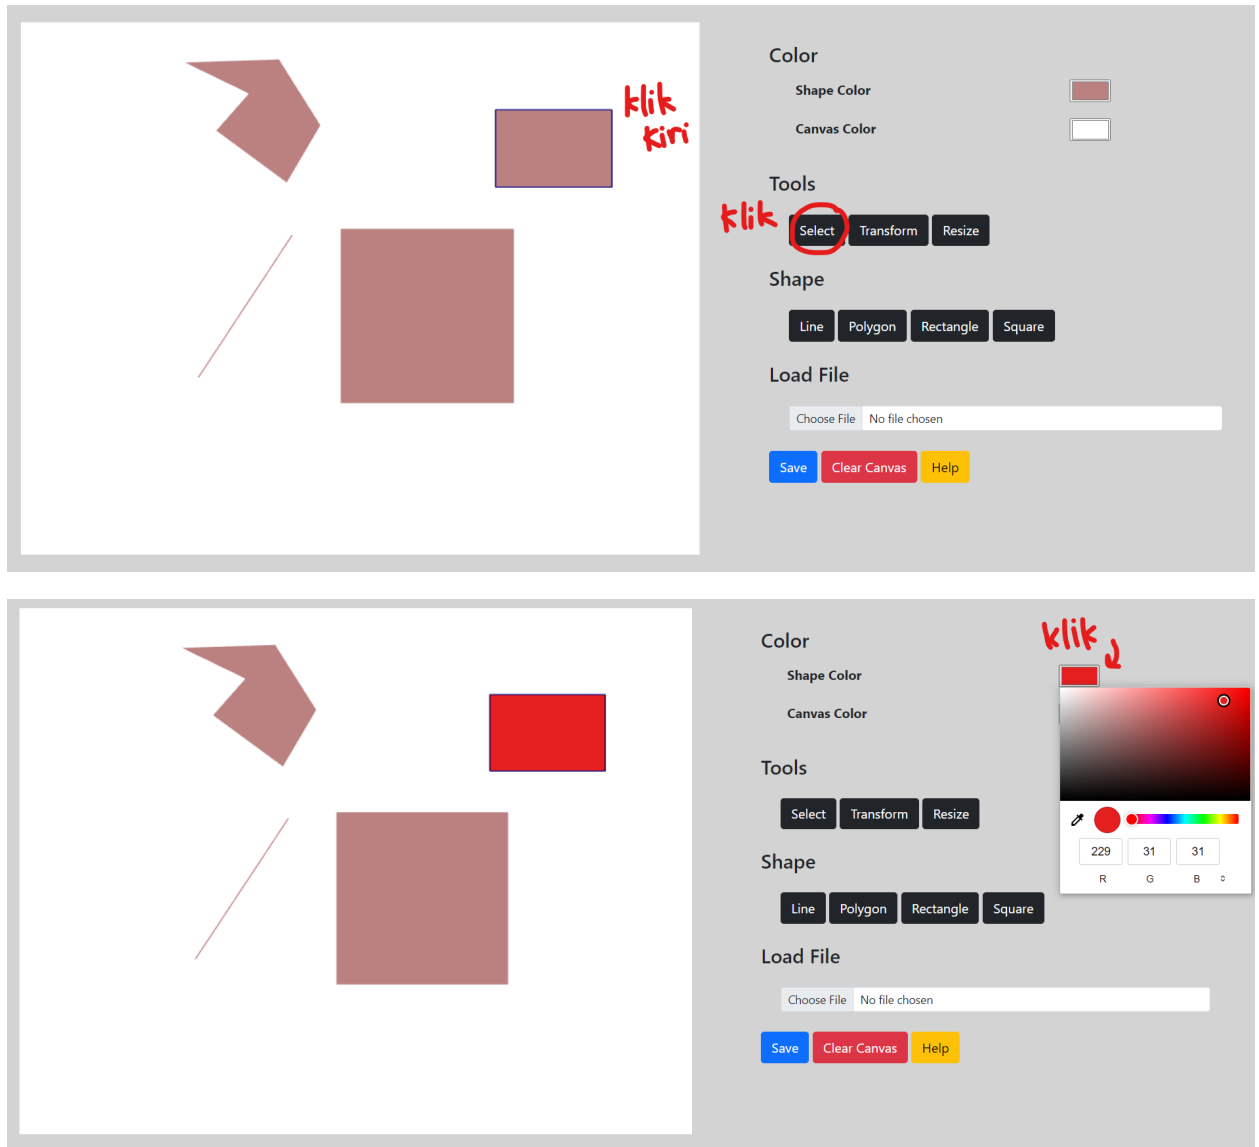 Color
Shape Color
Canvas Color
klik
kiri
Tools
klik
Select Transform Resize
Shape
Line Polygon Rectangle Square
Load File
Choose File No file chosen
Save Clear Canvas Help
Color
klik
Shape Color
Canvas Color
Tools
Select Transform Resize
229 31 31
R G B
Shape
Line Polygon Rectangle Square
Load File
Choose File No file chosen
Save Clear Canvas Help